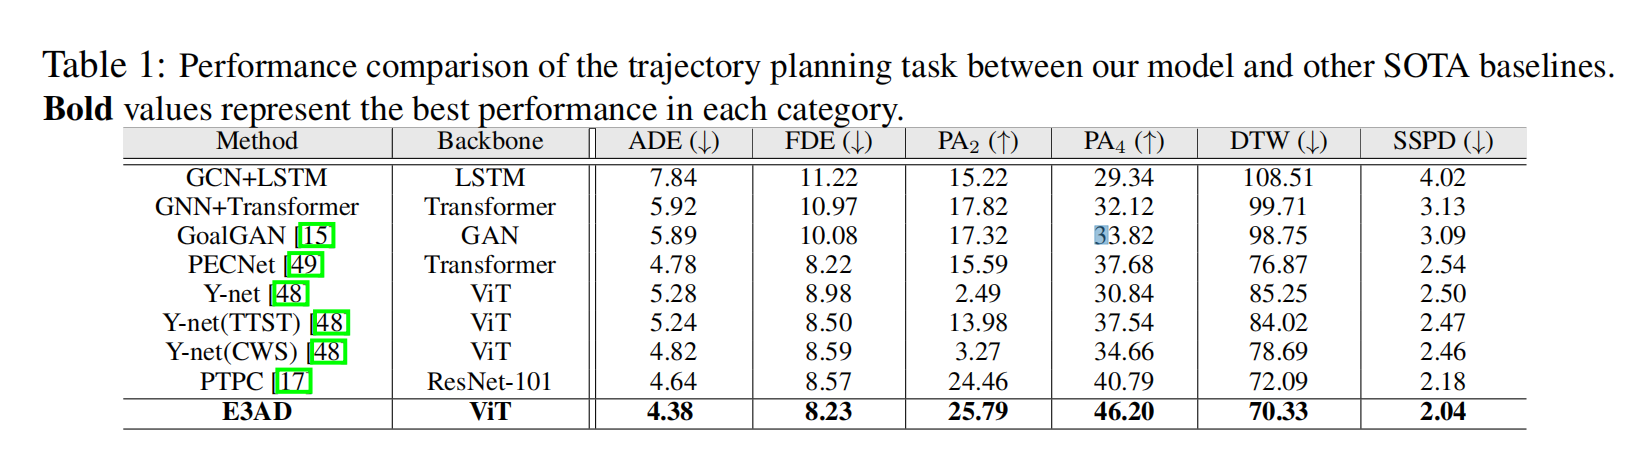 Table 1: Performance comparison of the trajectory planning task between our model and other SOTA baselines.
Bold values represent the best performance in each category.
Method Backbone ADE (↓) FDE (↓) PA₂ (↑) PA₄ (↑) DTW (↓) SSPD (↓)
GCN+LSTM LSTM 7.84 11.22 15.22 29.34 108.51 4.02
GNN+Transformer Transformer 5.92 10.97 17.82 32.12 99.71 3.13
GoalGAN [15] GAN 5.89 10.08 17.32 33.82 98.75 3.09
PECNet [49] Transformer 4.78 8.22 15.59 37.68 76.87 2.54
Y-net [48] ViT 5.28 8.98 2.49 30.84 85.25 2.50
Y-net(TTST) [48] ViT 5.24 8.50 13.98 37.54 84.02 2.47
Y-net(CWS) [48] ViT 4.82 8.59 3.27 34.66 78.69 2.46
PTPC [17] ResNet-101 4.64 8.57 24.46 40.79 72.09 2.18
E3AD ViT 4.38 8.23 25.79 46.20 70.33 2.04